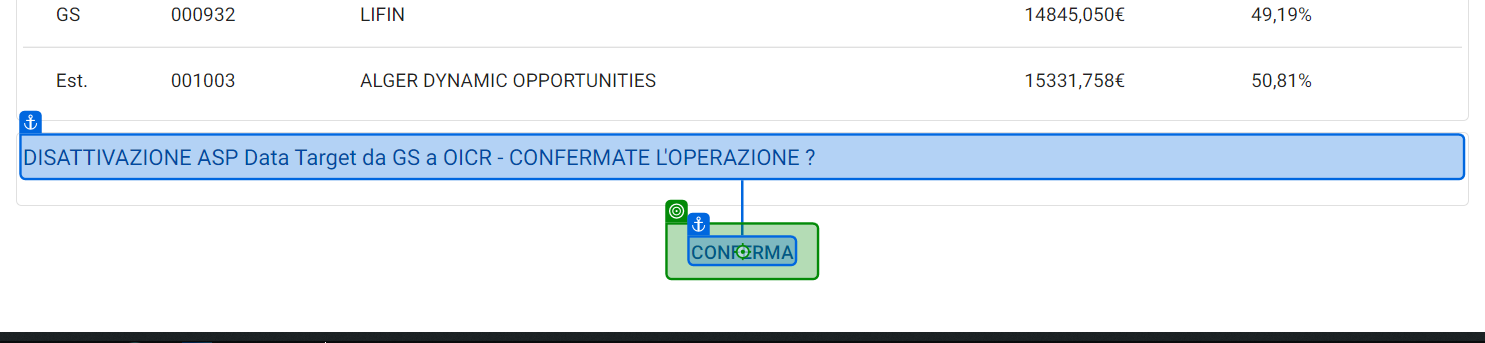 GS 000932 LIFIN 14845,050€ 49,19%
Est. 001003 ALGER DYNAMIC OPPORTUNITIES 15331,758€ 50,81%
DISATTIVAZIONE ASP Data Target da GS a OICR - CONFERMATE L'OPERAZIONE ?
CONFERMA